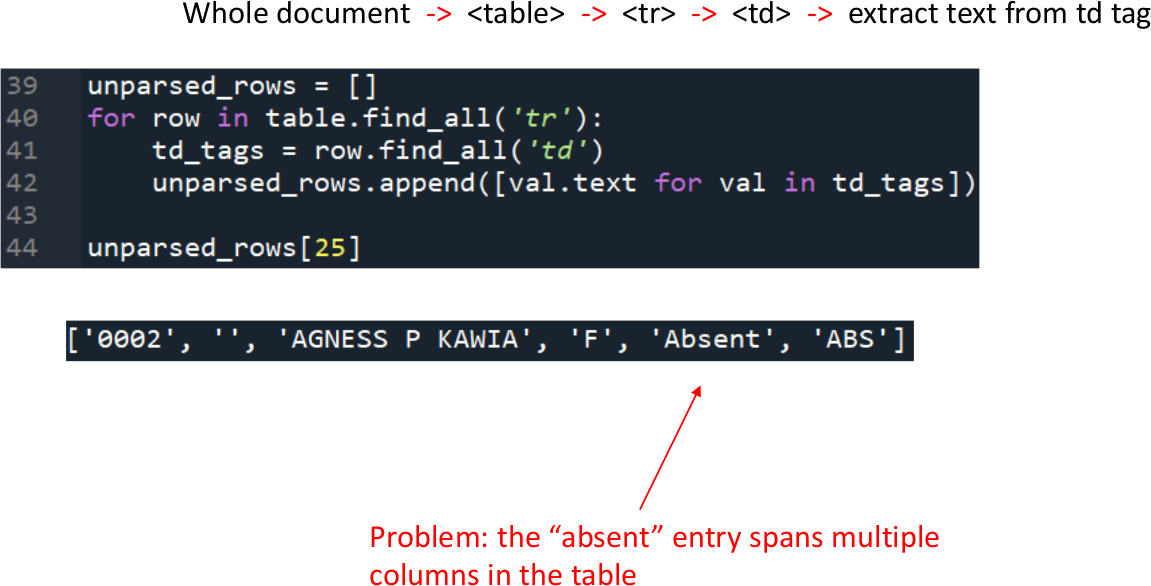 Whole document -> <table> -> <tr> -> <td> -> extract text from td tag
39 unparsed_rows = []
40 for row in table.find_all('tr'):
41 td_tags = row.find_all('td')
42 unparsed_rows.append([val.text for val in td_tags])
43
44 unparsed_rows[25]
['0002', '', 'AGNESS P KAWIA', 'F', 'Absent', 'ABS']
Problem: the “absent” entry spans multiple
columns in the table